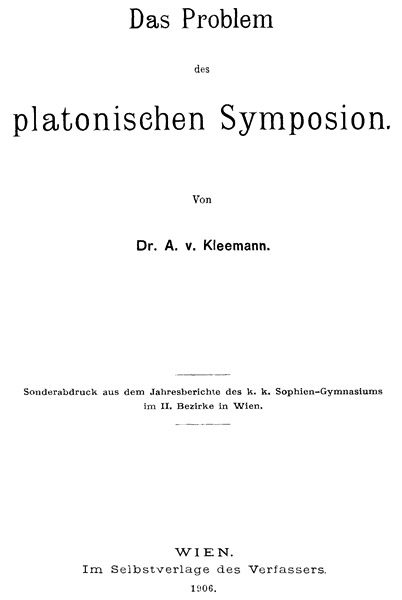 Das Problem
des
platonischen Symposion.
Von
Dr. A. v. Kleemann.
Sonderabdruck aus dem Jahresberichte des k. k. Sophien-Gymnasiums
im II. Bezirke in Wien.
WIEN.
Im Selbstverlage des Verfassers.
1906.